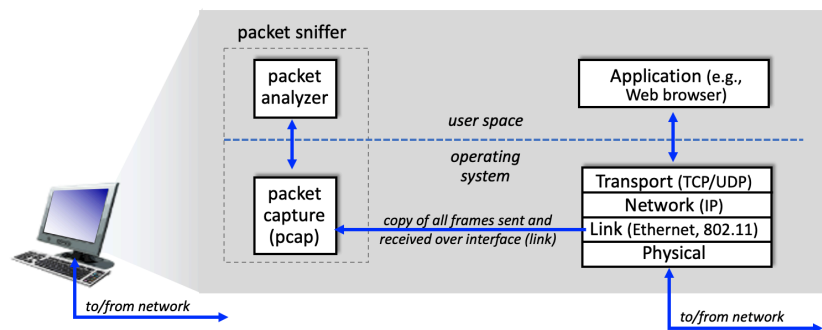 packet sniffer
packet
analyzer
Application (e.g.,
Web browser)
user space
operating
system
packet
capture
(pcap)
copy of all frames sent and
received over interface (link)
Transport (TCP/UDP)
Network (IP)
Link (Ethernet, 802.11)
Physical
to/from network
to/from network